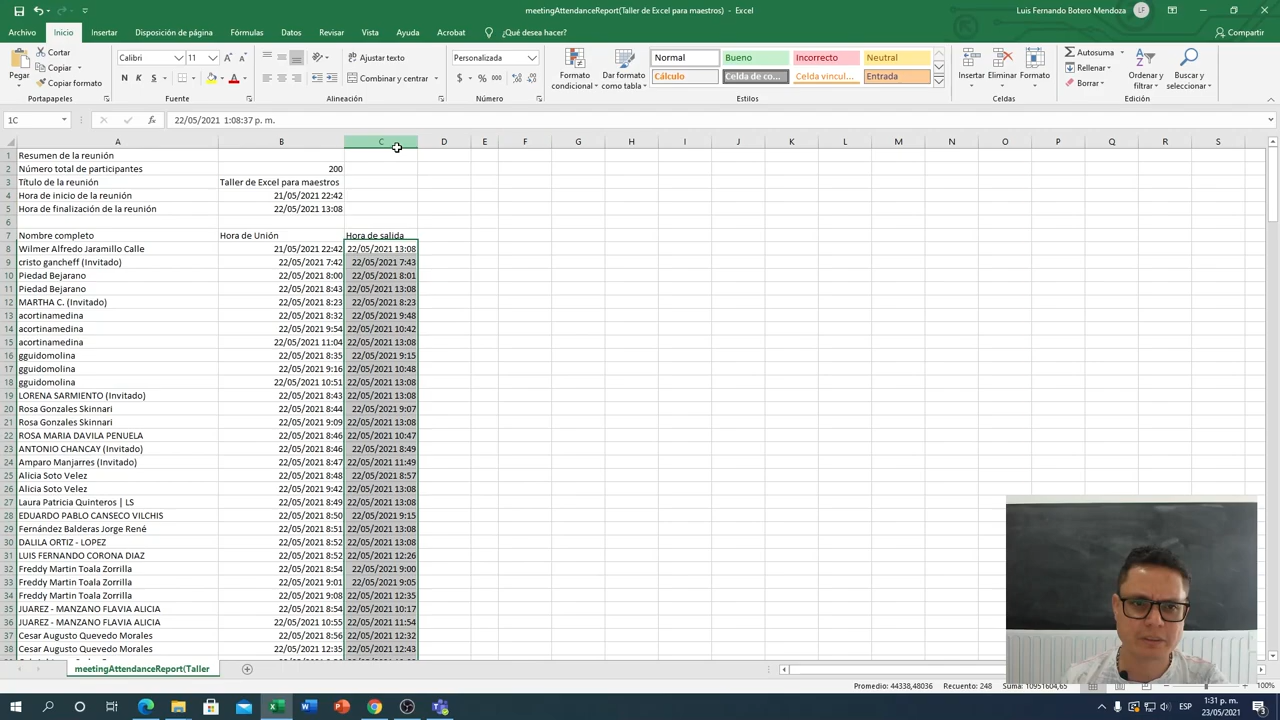 meetingAttendanceReport(Taller de Excel para maestros) - Excel
Luis Fernando Botero Mendoza LF
Archivo Inicio Insertar Disposición de página Fórmulas Datos Revisar Vista Ayuda Acrobat ¿Qué desea hacer? Compartir
Pegar
Cortar
Copiar
Copiar formato
Portapapeles
Calibri 11
N K S
Fuente
Ajustar texto
Combinar y centrar
Alineación
Personalizada
$ % 000
Número
Formato condicional
Dar formato como tabla
Normal Bueno Incorrecto Neutral
Cálculo Celda de co... Celda vincul... Entrada
Estilos
Insertar Eliminar Formato
Celdas
Autosuma
Rellenar
Borrar
Ordenar y filtrar
Buscar y seleccionar
Edición
1C fx 22/05/2021 1:08:37 p. m.
A B C D E F G H I J K L M N O P Q R S
1 Resumen de la reunión
2 Número total de participantes 200
3 Título de la reunión Taller de Excel para maestros
4 Hora de inicio de la reunión 21/05/2021 22:42
5 Hora de finalización de la reunión 22/05/2021 13:08
6
7 Nombre completo Hora de Unión Hora de salida
8 Wilmer Alfredo Jaramillo Calle 21/05/2021 22:42 22/05/2021 13:08
9 cristo gancheff (Invitado) 22/05/2021 7:42 22/05/2021 7:43
10 Piedad Bejarano 22/05/2021 8:00 22/05/2021 8:01
11 Piedad Bejarano 22/05/2021 8:43 22/05/2021 13:08
12 MARTHA C. (Invitado) 22/05/2021 8:23 22/05/2021 8:23
13 acortinamedina 22/05/2021 8:32 22/05/2021 9:48
14 acortinamedina 22/05/2021 9:54 22/05/2021 10:42
15 acortinamedina 22/05/2021 11:04 22/05/2021 13:08
16 gguidomolina 22/05/2021 8:35 22/05/2021 9:15
17 gguidomolina 22/05/2021 9:16 22/05/2021 10:48
18 gguidomolina 22/05/2021 10:51 22/05/2021 13:08
19 LORENA SARMIENTO (Invitado) 22/05/2021 8:43 22/05/2021 13:08
20 Rosa Gonzales Skinnari 22/05/2021 8:44 22/05/2021 9:07
21 Rosa Gonzales Skinnari 22/05/2021 9:09 22/05/2021 13:08
22 ROSA MARIA DAVILA PENUELA 22/05/2021 8:46 22/05/2021 10:47
23 ANTONIO CHANCAY (Invitado) 22/05/2021 8:46 22/05/2021 8:49
24 Amparo Manjarres (Invitado) 22/05/2021 8:47 22/05/2021 11:49
25 Alicia Soto Velez 22/05/2021 8:48 22/05/2021 8:57
26 Alicia Soto Velez 22/05/2021 9:42 22/05/2021 13:08
27 Laura Patricia Quinteros | LS 22/05/2021 8:49 22/05/2021 13:08
28 EDUARDO PABLO CANSECO VILCHIS 22/05/2021 8:50 22/05/2021 9:15
29 Fernández Balderas Jorge René 22/05/2021 8:51 22/05/2021 13:08
30 DALILA ORTIZ - LOPEZ 22/05/2021 8:52 22/05/2021 13:08
31 LUIS FERNANDO CORONA DIAZ 22/05/2021 8:52 22/05/2021 12:26
32 Freddy Martin Toala Zorrilla 22/05/2021 8:54 22/05/2021 9:00
33 Freddy Martin Toala Zorrilla 22/05/2021 9:01 22/05/2021 9:05
34 Freddy Martin Toala Zorrilla 22/05/2021 9:08 22/05/2021 12:35
35 JUAREZ - MANZANO FLAVIA ALICIA 22/05/2021 8:54 22/05/2021 10:17
36 JUAREZ - MANZANO FLAVIA ALICIA 22/05/2021 10:55 22/05/2021 11:54
37 Cesar Augusto Quevedo Morales 22/05/2021 8:56 22/05/2021 12:32
38 Cesar Augusto Quevedo Morales 22/05/2021 12:35 22/05/2021 12:43
meetingAttendanceReport(Taller
Promedio: 44338,48036 Recuento: 248 Suma: 10951604,65 100%
ESP 1:31 p. m.
23/05/2021